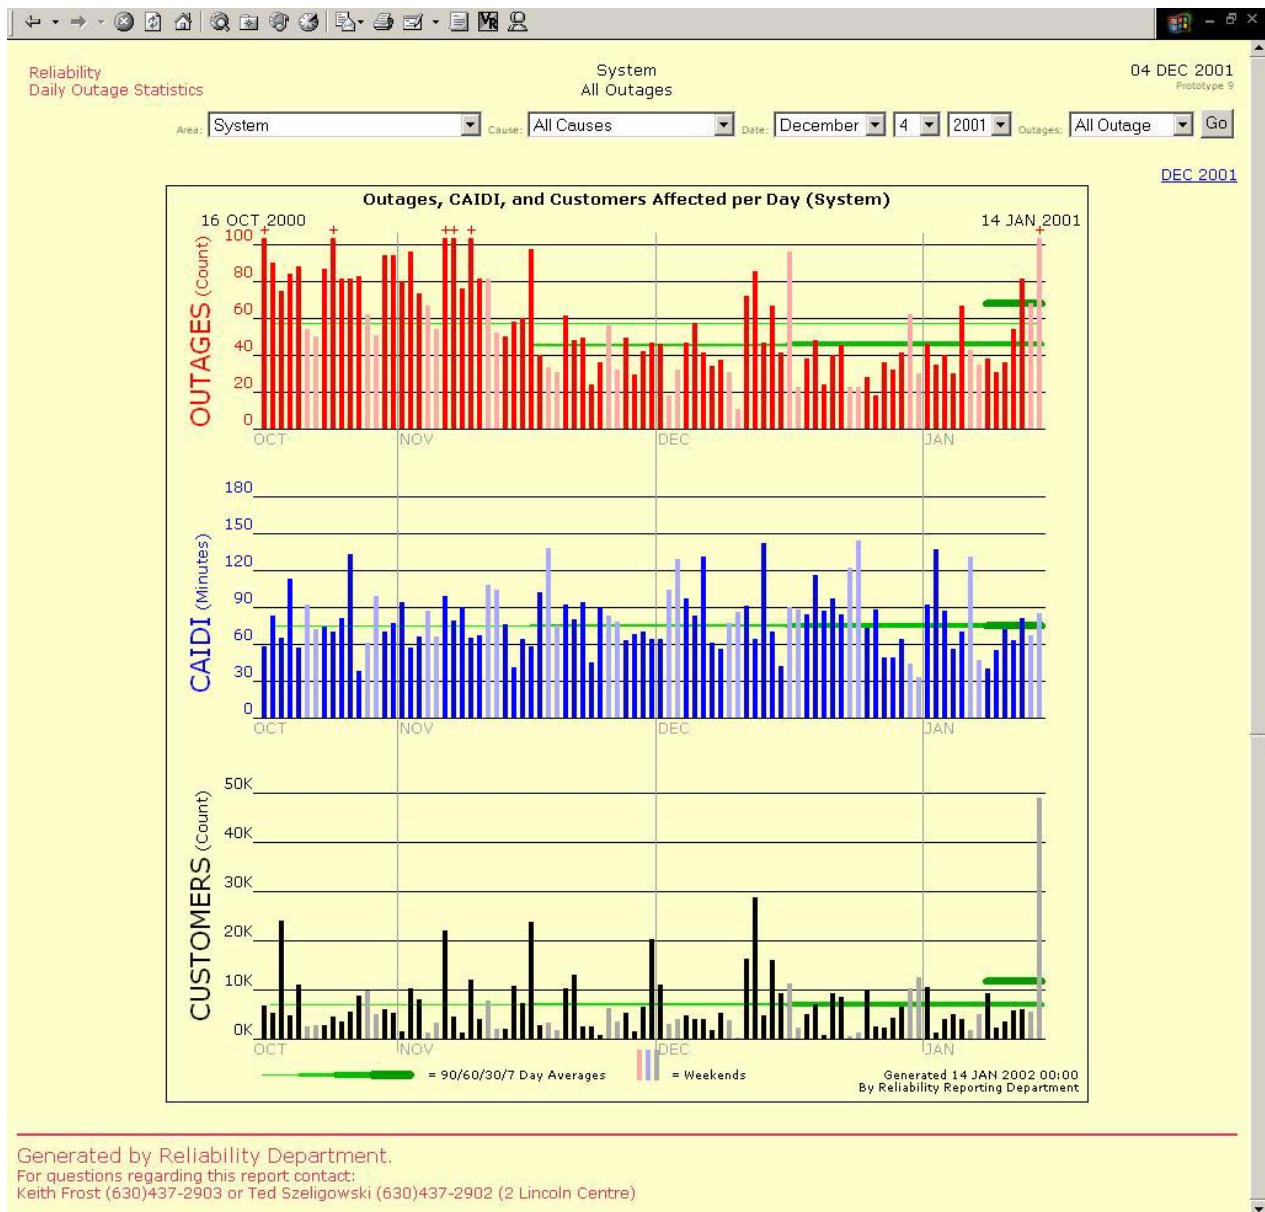 VR
Reliability
Daily Outage Statistics
System
All Outages
04 DEC 2001
Prototype 9
Area: System Cause: All Causes Date: December 4 2001 Outages: All Outage Go
DEC 2001
Outages, CAIDI, and Customers Affected per Day (System)
16 OCT 2000
14 JAN 2001
+ + ++ + +
OUTAGES (Count)
100
80
60
40
20
0
OCT NOV DEC JAN
CAIDI (Minutes)
180
150
120
90
60
30
0
OCT NOV DEC JAN
CUSTOMERS (Count)
50K
40K
30K
20K
10K
0K
OCT NOV DEC JAN
= 90/60/30/7 Day Averages
= Weekends
Generated 14 JAN 2002 00:00
By Reliability Reporting Department
Generated by Reliability Department.
For questions regarding this report contact:
Keith Frost (630)437-2903 or Ted Szeligowski (630)437-2902 (2 Lincoln Centre)